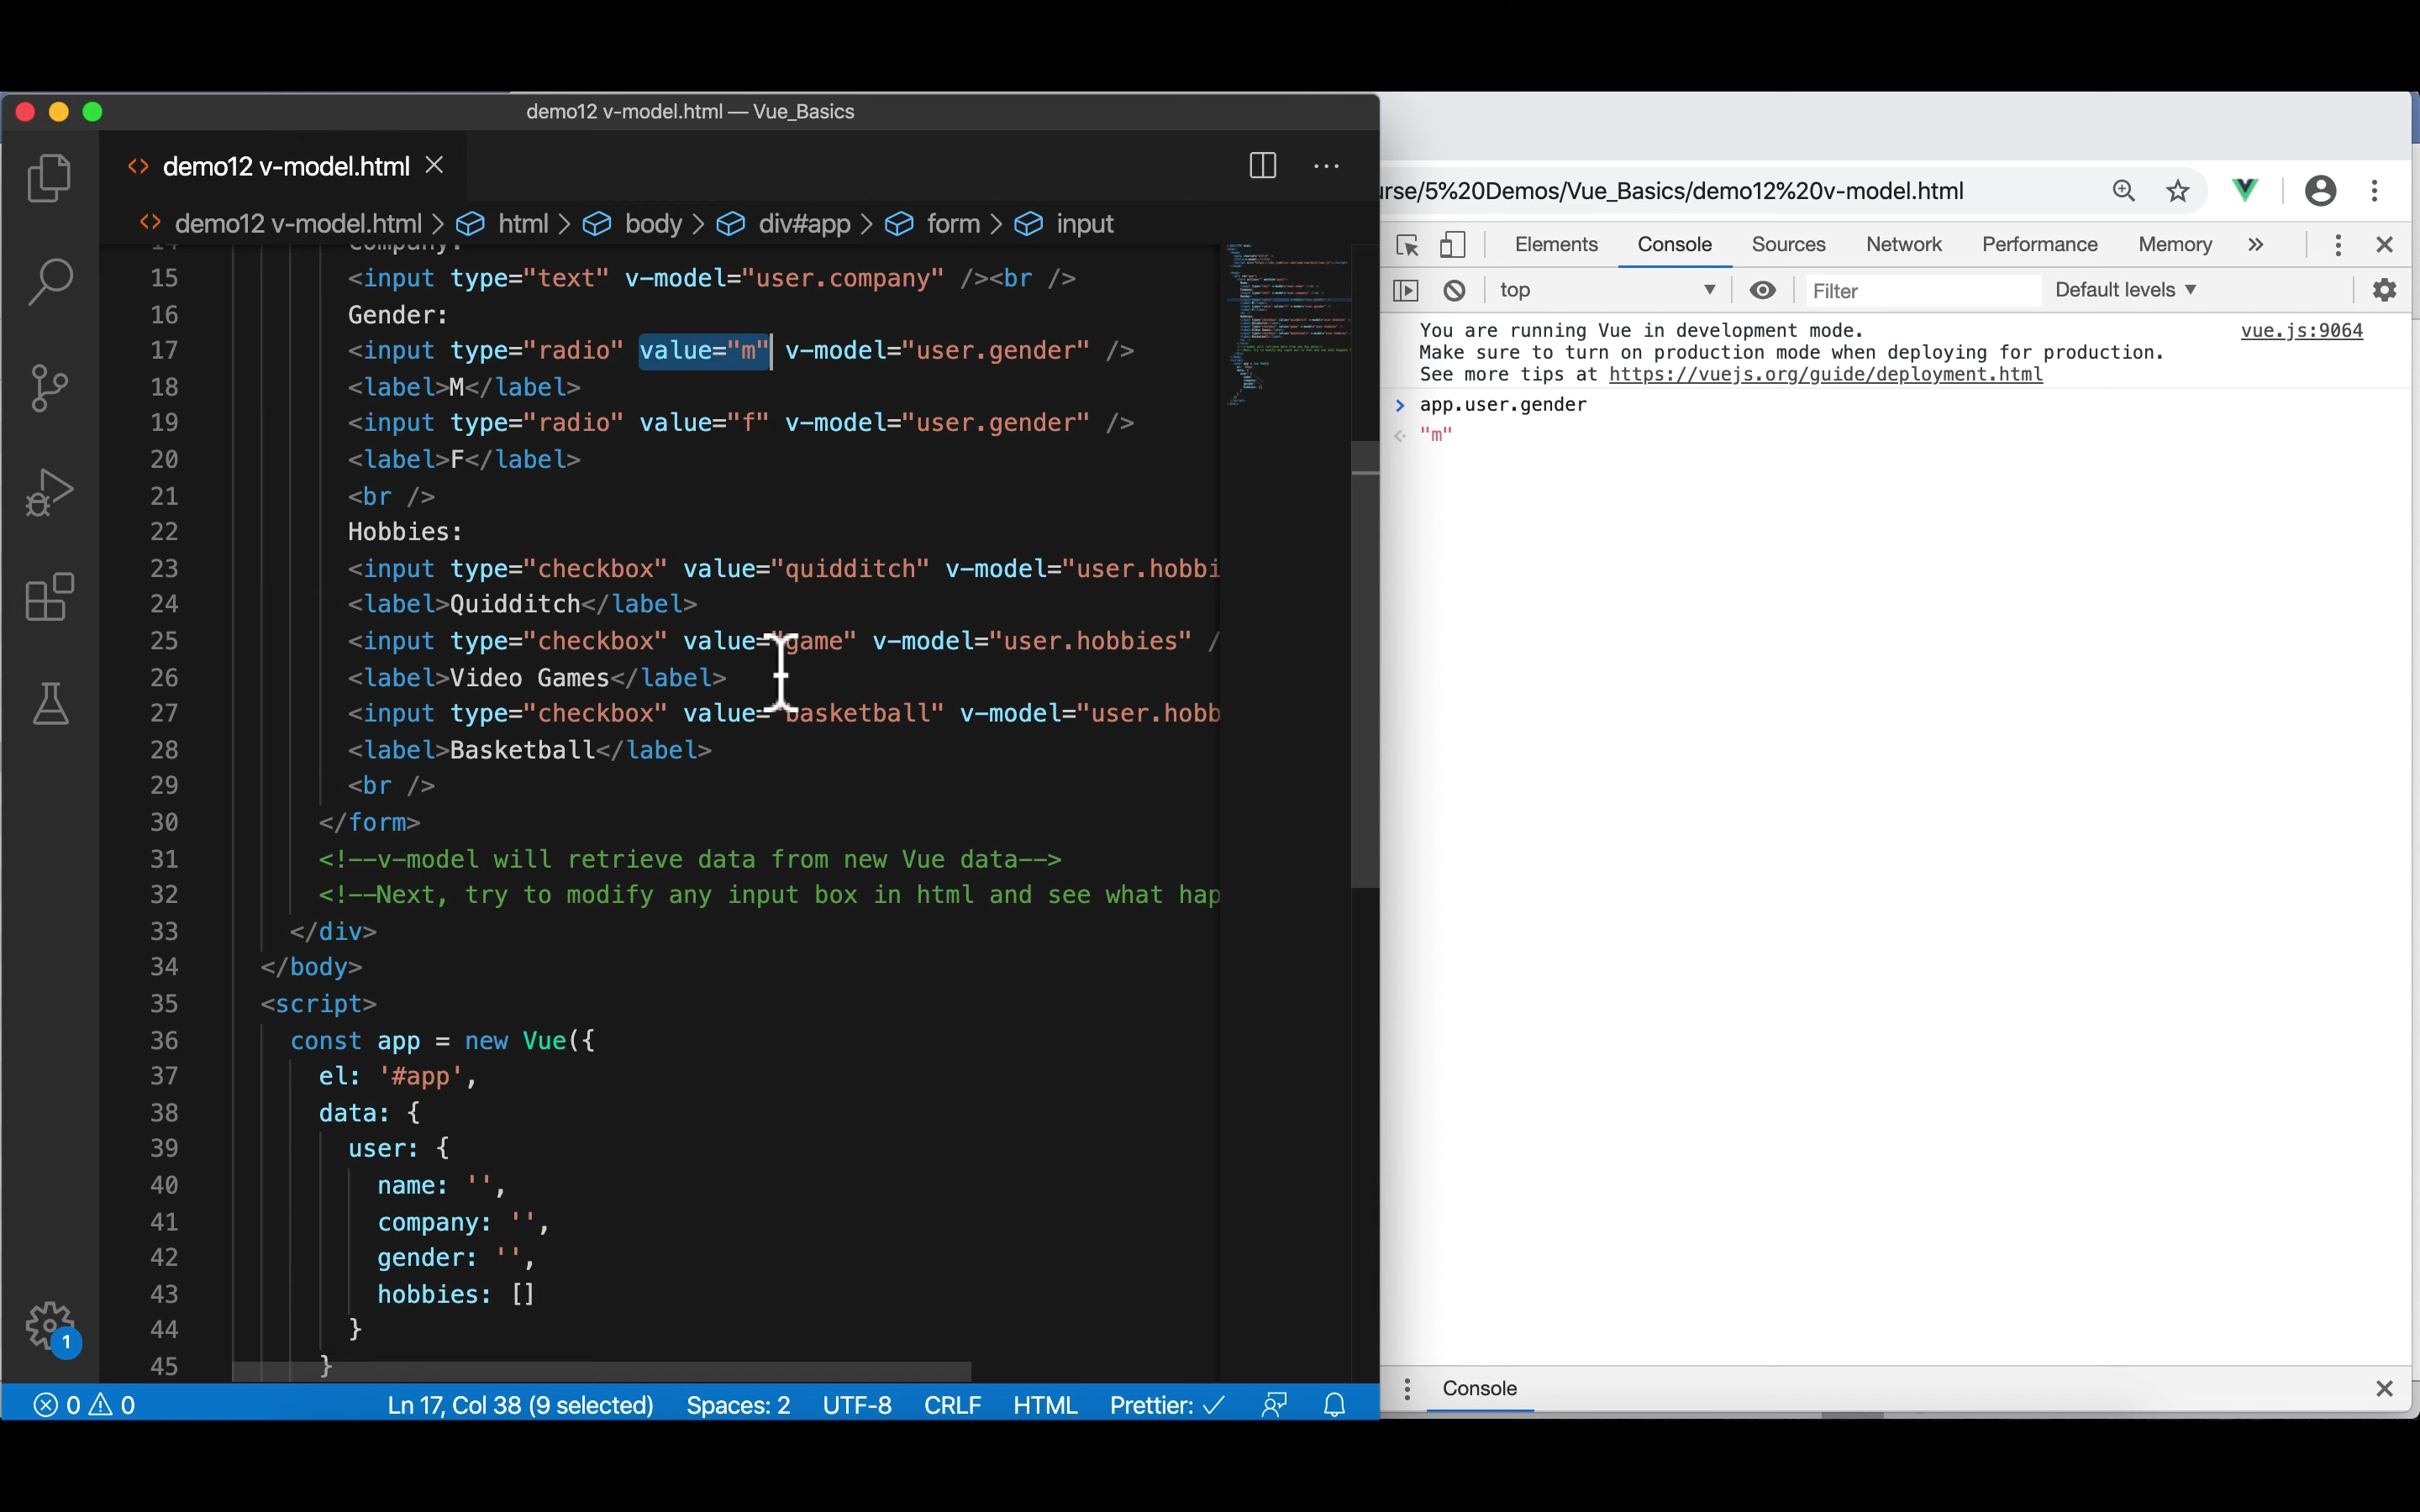 demo12 v-model.html — Vue_Basics
demo12 v-model.html
demo12 v-model.html > html > body > div#app > form > input
14 Company:
15 <input type="text" v-model="user.company" /><br />
16 Gender:
17 <input type="radio" value="m" v-model="user.gender" />
18 <label>M</label>
19 <input type="radio" value="f" v-model="user.gender" />
20 <label>F</label>
21 <br />
22 Hobbies:
23 <input type="checkbox" value="quidditch" v-model="user.hobbi
24 <label>Quidditch</label>
25 <input type="checkbox" value="game" v-model="user.hobbies" /
26 <label>Video Games</label>
27 <input type="checkbox" value="basketball" v-model="user.hobb
28 <label>Basketball</label>
29 <br />
30 </form>
31 <!--v-model will retrieve data from new Vue data-->
32 <!--Next, try to modify any input box in html and see what hap
33 </div>
34 </body>
35 <script>
36 const app = new Vue({
37 el: '#app',
38 data: {
39 user: {
40 name: '',
41 company: '',
42 gender: '',
43 hobbies: []
44 }
45 }
1
0 0 Ln 17, Col 38 (9 selected) Spaces: 2 UTF-8 CRLF HTML Prettier: ✓
urse/5%20Demos/Vue_Basics/demo12%20v-model.html
Elements Console Sources Network Performance Memory »
top Filter Default levels
You are running Vue in development mode. vue.js:9064
Make sure to turn on production mode when deploying for production.
See more tips at https://vuejs.org/guide/deployment.html
> app.user.gender
"m"
Console